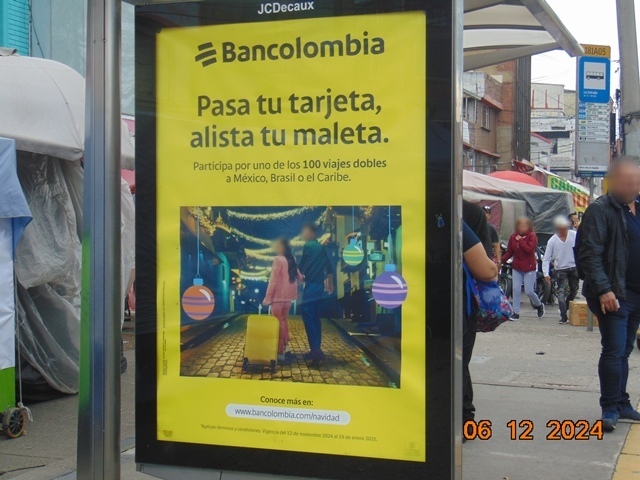 JCDecaux
Bancolombia
Pasa tu tarjeta,
alista tu maleta.
Participa por uno de los 100 viajes dobles
a México, Brasil o el Caribe.
Conoce más en:
www.bancolombia.com/navidad
06 12 2024